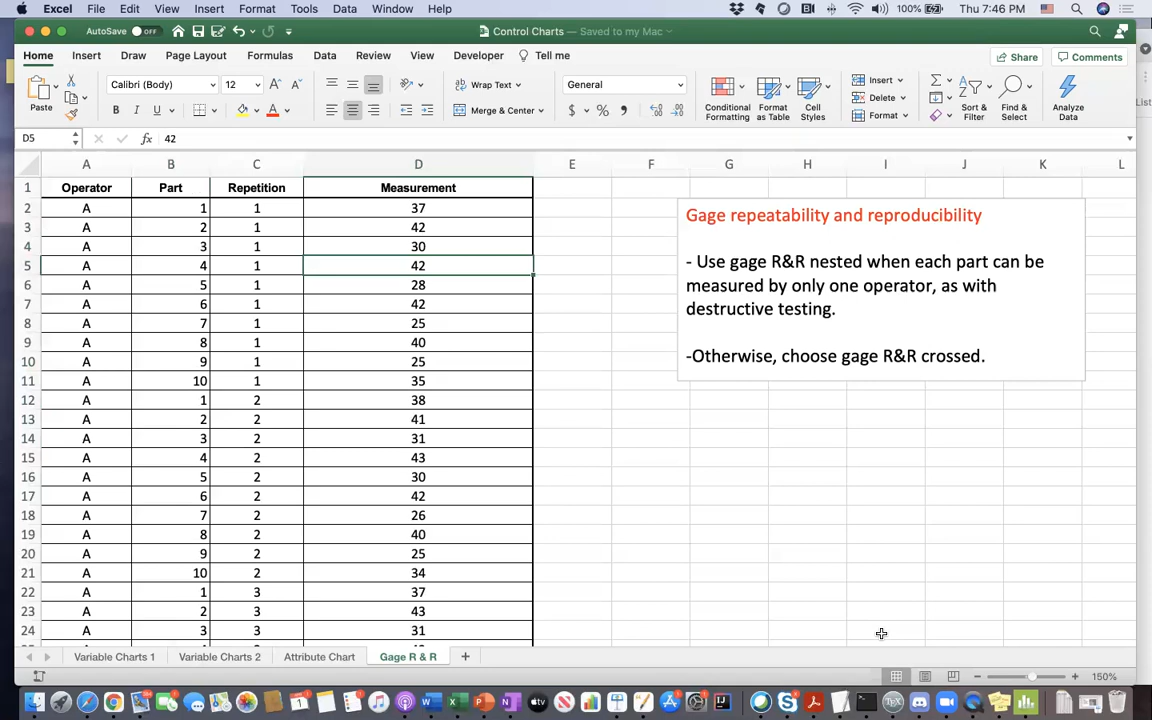 Excel File Edit View Insert Format Tools Data Window Help 100% Thu 7:46 PM
AutoSave OFF Control Charts — Saved to my Mac
Home Insert Draw Page Layout Formulas Data Review View Developer Tell me Share Comments
Paste Calibri (Body) 12 Wrap Text General Conditional Formatting Format as Table Cell Styles Insert Sort & Filter Find & Select Analyze Data
B I U A Merge & Center $ % Delete
Format
D5 fx 42
A B C D E F G H I J K L
1 Operator Part Repetition Measurement
2 A 1 1 37
3 A 2 1 42
4 A 3 1 30
5 A 4 1 42
6 A 5 1 28
7 A 6 1 42
8 A 7 1 25
9 A 8 1 40
10 A 9 1 25
11 A 10 1 35
12 A 1 2 38
13 A 2 2 41
14 A 3 2 31
15 A 4 2 43
16 A 5 2 30
17 A 6 2 42
18 A 7 2 26
19 A 8 2 40
20 A 9 2 25
21 A 10 2 34
22 A 1 3 37
23 A 2 3 43
24 A 3 3 31
Gage repeatability and reproducibility
- Use gage R&R nested when each part can be
measured by only one operator, as with
destructive testing.
-Otherwise, choose gage R&R crossed.
Variable Charts 1 Variable Charts 2 Attribute Chart Gage R & R +
150%